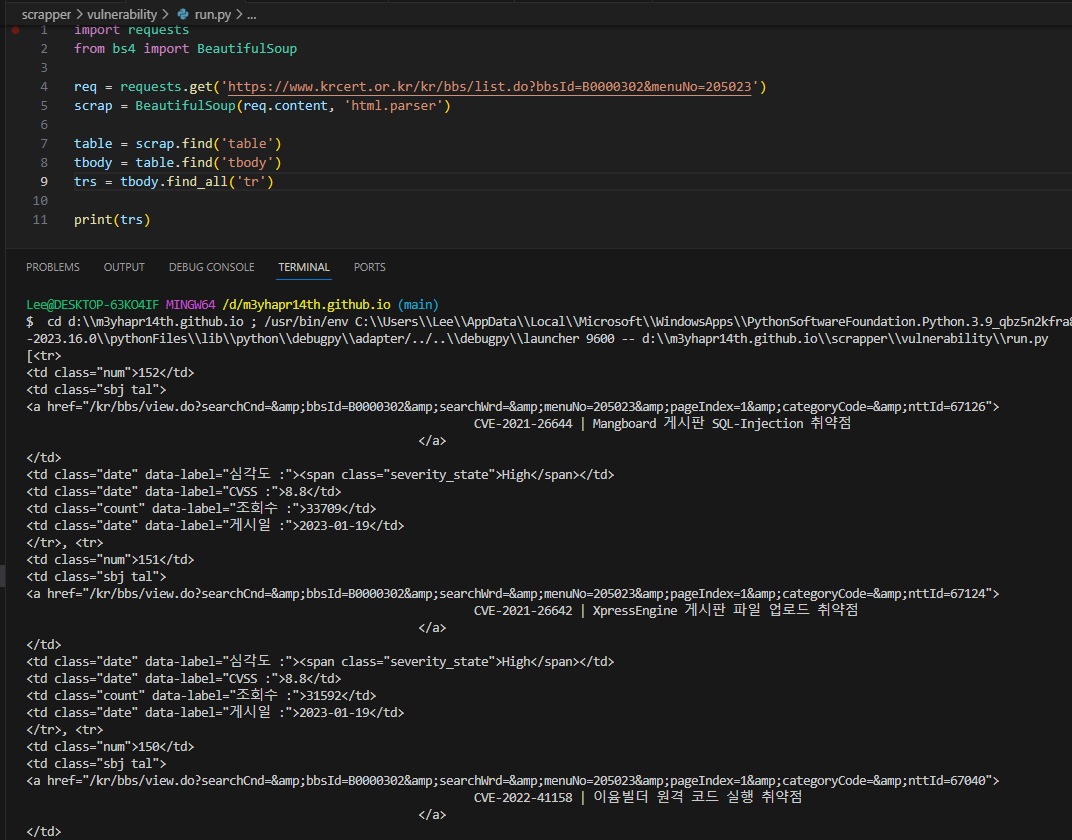 scrapper > vulnerability > run.py > ...
1 import requests
2 from bs4 import BeautifulSoup
3
4 req = requests.get('https://www.krcert.or.kr/kr/bbs/list.do?bbsId=B0000302&menuNo=205023')
5 scrap = BeautifulSoup(req.content, 'html.parser')
6
7 table = scrap.find('table')
8 tbody = table.find('tbody')
9 trs = tbody.find_all('tr')
10
11 print(trs)
PROBLEMS OUTPUT DEBUG CONSOLE TERMINAL PORTS
Lee@DESKTOP-63KO4IF MINGW64 /d/m3yhapr14th.github.io (main)
$  cd d:\\m3yhapr14th.github.io ; /usr/bin/env C:\\Users\\Lee\\AppData\\Local\\Microsoft\\WindowsApps\\PythonSoftwareFoundation.Python.3.9_qbz5n2kfra8
-2023.16.0\\pythonFiles\\lib\\python\\debugpy\\adapter/../..\\debugpy\\launcher 9600 -- d:\\m3yhapr14th.github.io\\scrapper\\vulnerability\\run.py
[<tr>
<td class="num">152</td>
<td class="sbj tal">
<a href="/kr/bbs/view.do?searchCnd=&amp;bbsId=B0000302&amp;searchWrd=&amp;menuNo=205023&amp;pageIndex=1&amp;categoryCode=&amp;nttId=67126">
CVE-2021-26644 | Mangboard 게시판 SQL-Injection 취약점
</a>
</td>
<td class="date" data-label="심각도 :"><span class="severity_state">High</span></td>
<td class="date" data-label="CVSS :">8.8</td>
<td class="count" data-label="조회수 :">33709</td>
<td class="date" data-label="게시일 :">2023-01-19</td>
</tr>, <tr>
<td class="num">151</td>
<td class="sbj tal">
<a href="/kr/bbs/view.do?searchCnd=&amp;bbsId=B0000302&amp;searchWrd=&amp;menuNo=205023&amp;pageIndex=1&amp;categoryCode=&amp;nttId=67124">
CVE-2021-26642 | XpressEngine 게시판 파일 업로드 취약점
</a>
</td>
<td class="date" data-label="심각도 :"><span class="severity_state">High</span></td>
<td class="date" data-label="CVSS :">8.8</td>
<td class="count" data-label="조회수 :">31592</td>
<td class="date" data-label="게시일 :">2023-01-19</td>
</tr>, <tr>
<td class="num">150</td>
<td class="sbj tal">
<a href="/kr/bbs/view.do?searchCnd=&amp;bbsId=B0000302&amp;searchWrd=&amp;menuNo=205023&amp;pageIndex=1&amp;categoryCode=&amp;nttId=67040">
CVE-2022-41158 | 이윰빌더 원격 코드 실행 취약점
</a>
</td>